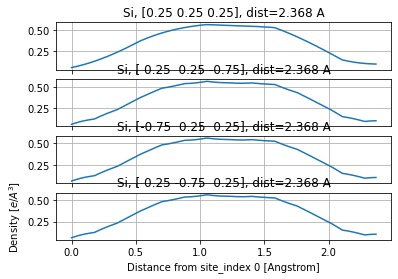 Si, [0.25 0.25 0.25], dist=2.368 A
0.50
0.25
Si, [ 0.25 0.25 -0.75], dist=2.368 A
0.50
0.25
Si, [-0.75 0.25 0.25], dist=2.368 A
0.50
0.25
Si, [ 0.25 -0.75 0.25], dist=2.368 A
0.50
0.25
0.0 0.5 1.0 1.5 2.0
Distance from site_index 0 [Angstrom]
Density [e/A³]